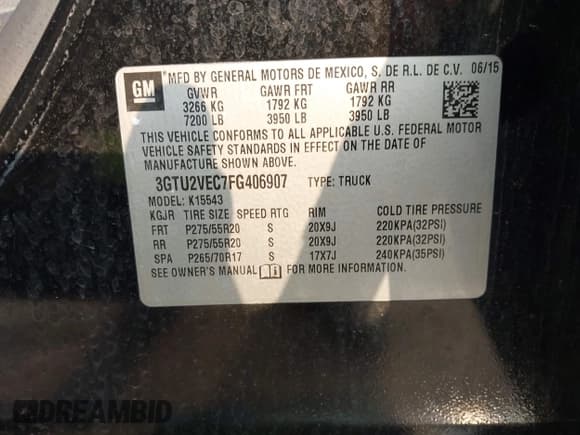 GM
MFD BY GENERAL MOTORS DE MEXICO, S. DE R.L. DE C.V. 06/15
GVWR GAWR FRT GAWR RR
3266 KG 1792 KG 1792 KG
7200 LB 3950 LB 3950 LB
THIS VEHICLE CONFORMS TO ALL APPLICABLE U.S. FEDERAL MOTOR
VEHICLE SAFETY STANDARDS IN EFFECT ON THE DATE OF
MANUFACTURE SHOWN ABOVE.
3GTU2VEC7FG406907 TYPE: TRUCK
MODEL: K15543
KGJR TIRE SIZE SPEED RTG RIM COLD TIRE PRESSURE
FRT P275/55R20 S 20X9J 220KPA(32PSI)
RR P275/55R20 S 20X9J 220KPA(32PSI)
SPA P265/70R17 S 17X7J 240KPA(35PSI)
SEE OWNER'S MANUAL FOR MORE INFORMATION.
DREAMBID